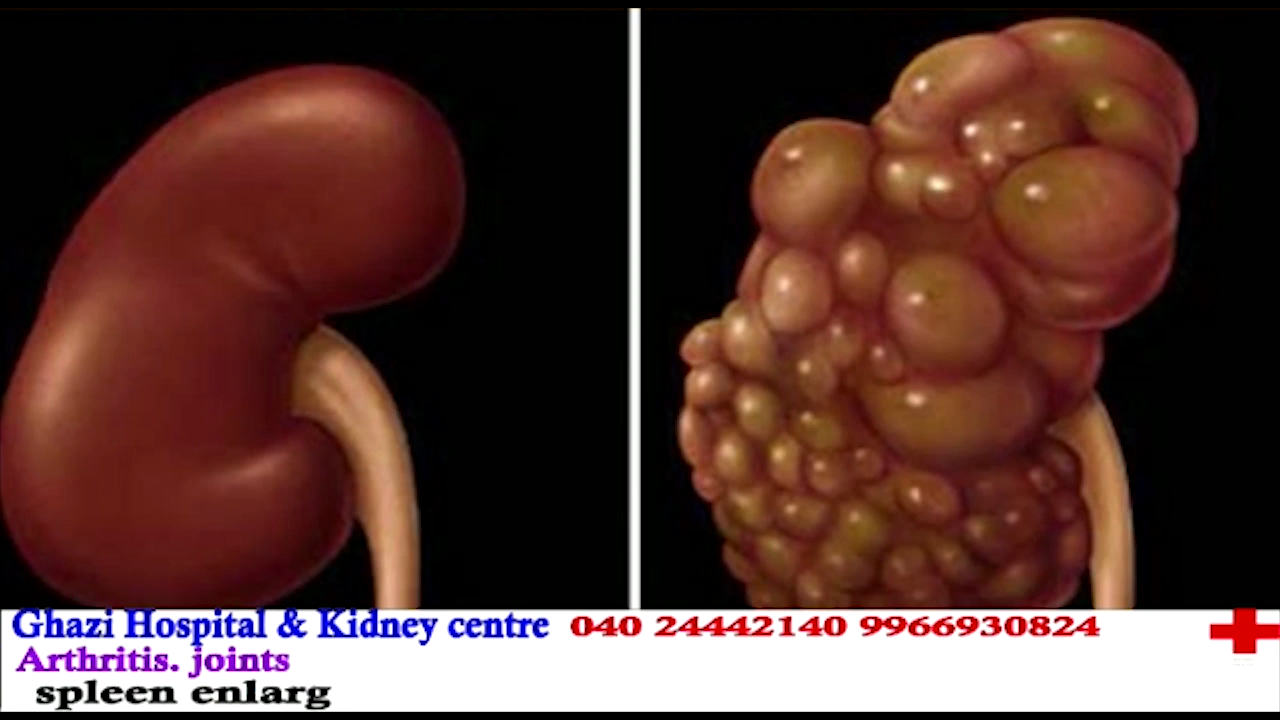 Ghazi Hospital & Kidney centre 040 24442140 9966930824
Arthritis. joints
spleen enlarg